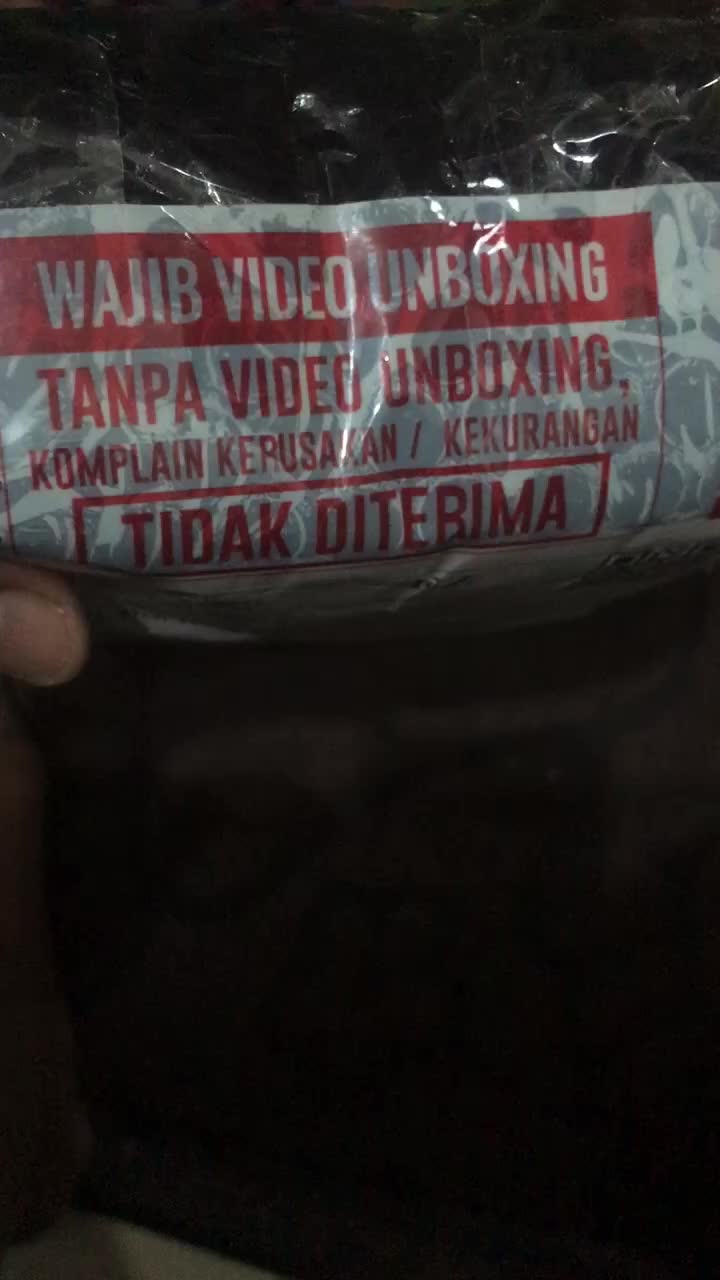 WAJIB VIDEO UNBOXING
TANPA VIDEO UNBOXING,
KOMPLAIN KERUSAKAN / KEKURANGAN
TIDAK DITERIMA